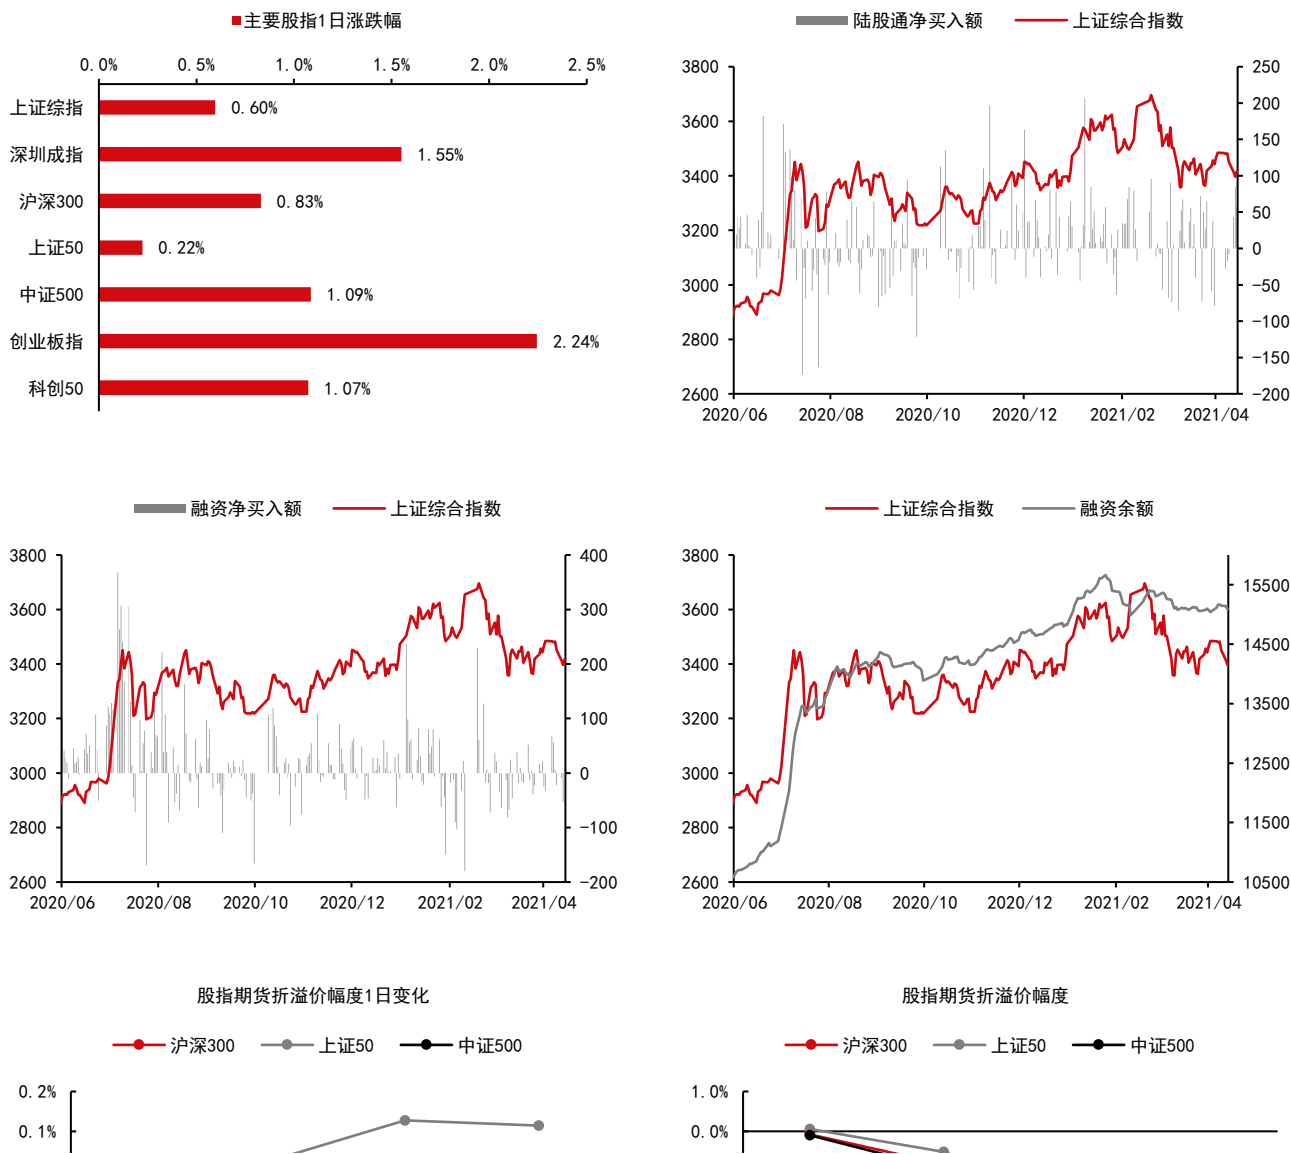 主要股指1日涨跌幅
0.0% 0.5% 1.0% 1.5% 2.0% 2.5%
上证综指 0.60%
深圳成指 1.55%
沪深300 0.83%
上证50 0.22%
中证500 1.09%
创业板指 2.24%
科创50 1.07%
陆股通净买入额 上证综合指数
3800 250
3600 200
3400 150
3200 100
3000 50
2800 0
2600 -50
-100
-150
-200
2020/06 2020/08 2020/10 2020/12 2021/02 2021/04
融资净买入额 上证综合指数
3800 400
3600 300
3400 200
3200 100
3000 0
2800 -100
2600 -200
2020/06 2020/08 2020/10 2020/12 2021/02 2021/04
上证综合指数 融资余额
3800 15500
3600 14500
3400 13500
3200 12500
3000 11500
2800 10500
2600
2020/06 2020/08 2020/10 2020/12 2021/02 2021/04
股指期货折溢价幅度1日变化
沪深300 上证50 中证500
0.2%
0.1%
股指期货折溢价幅度
沪深300 上证50 中证500
1.0%
0.0%